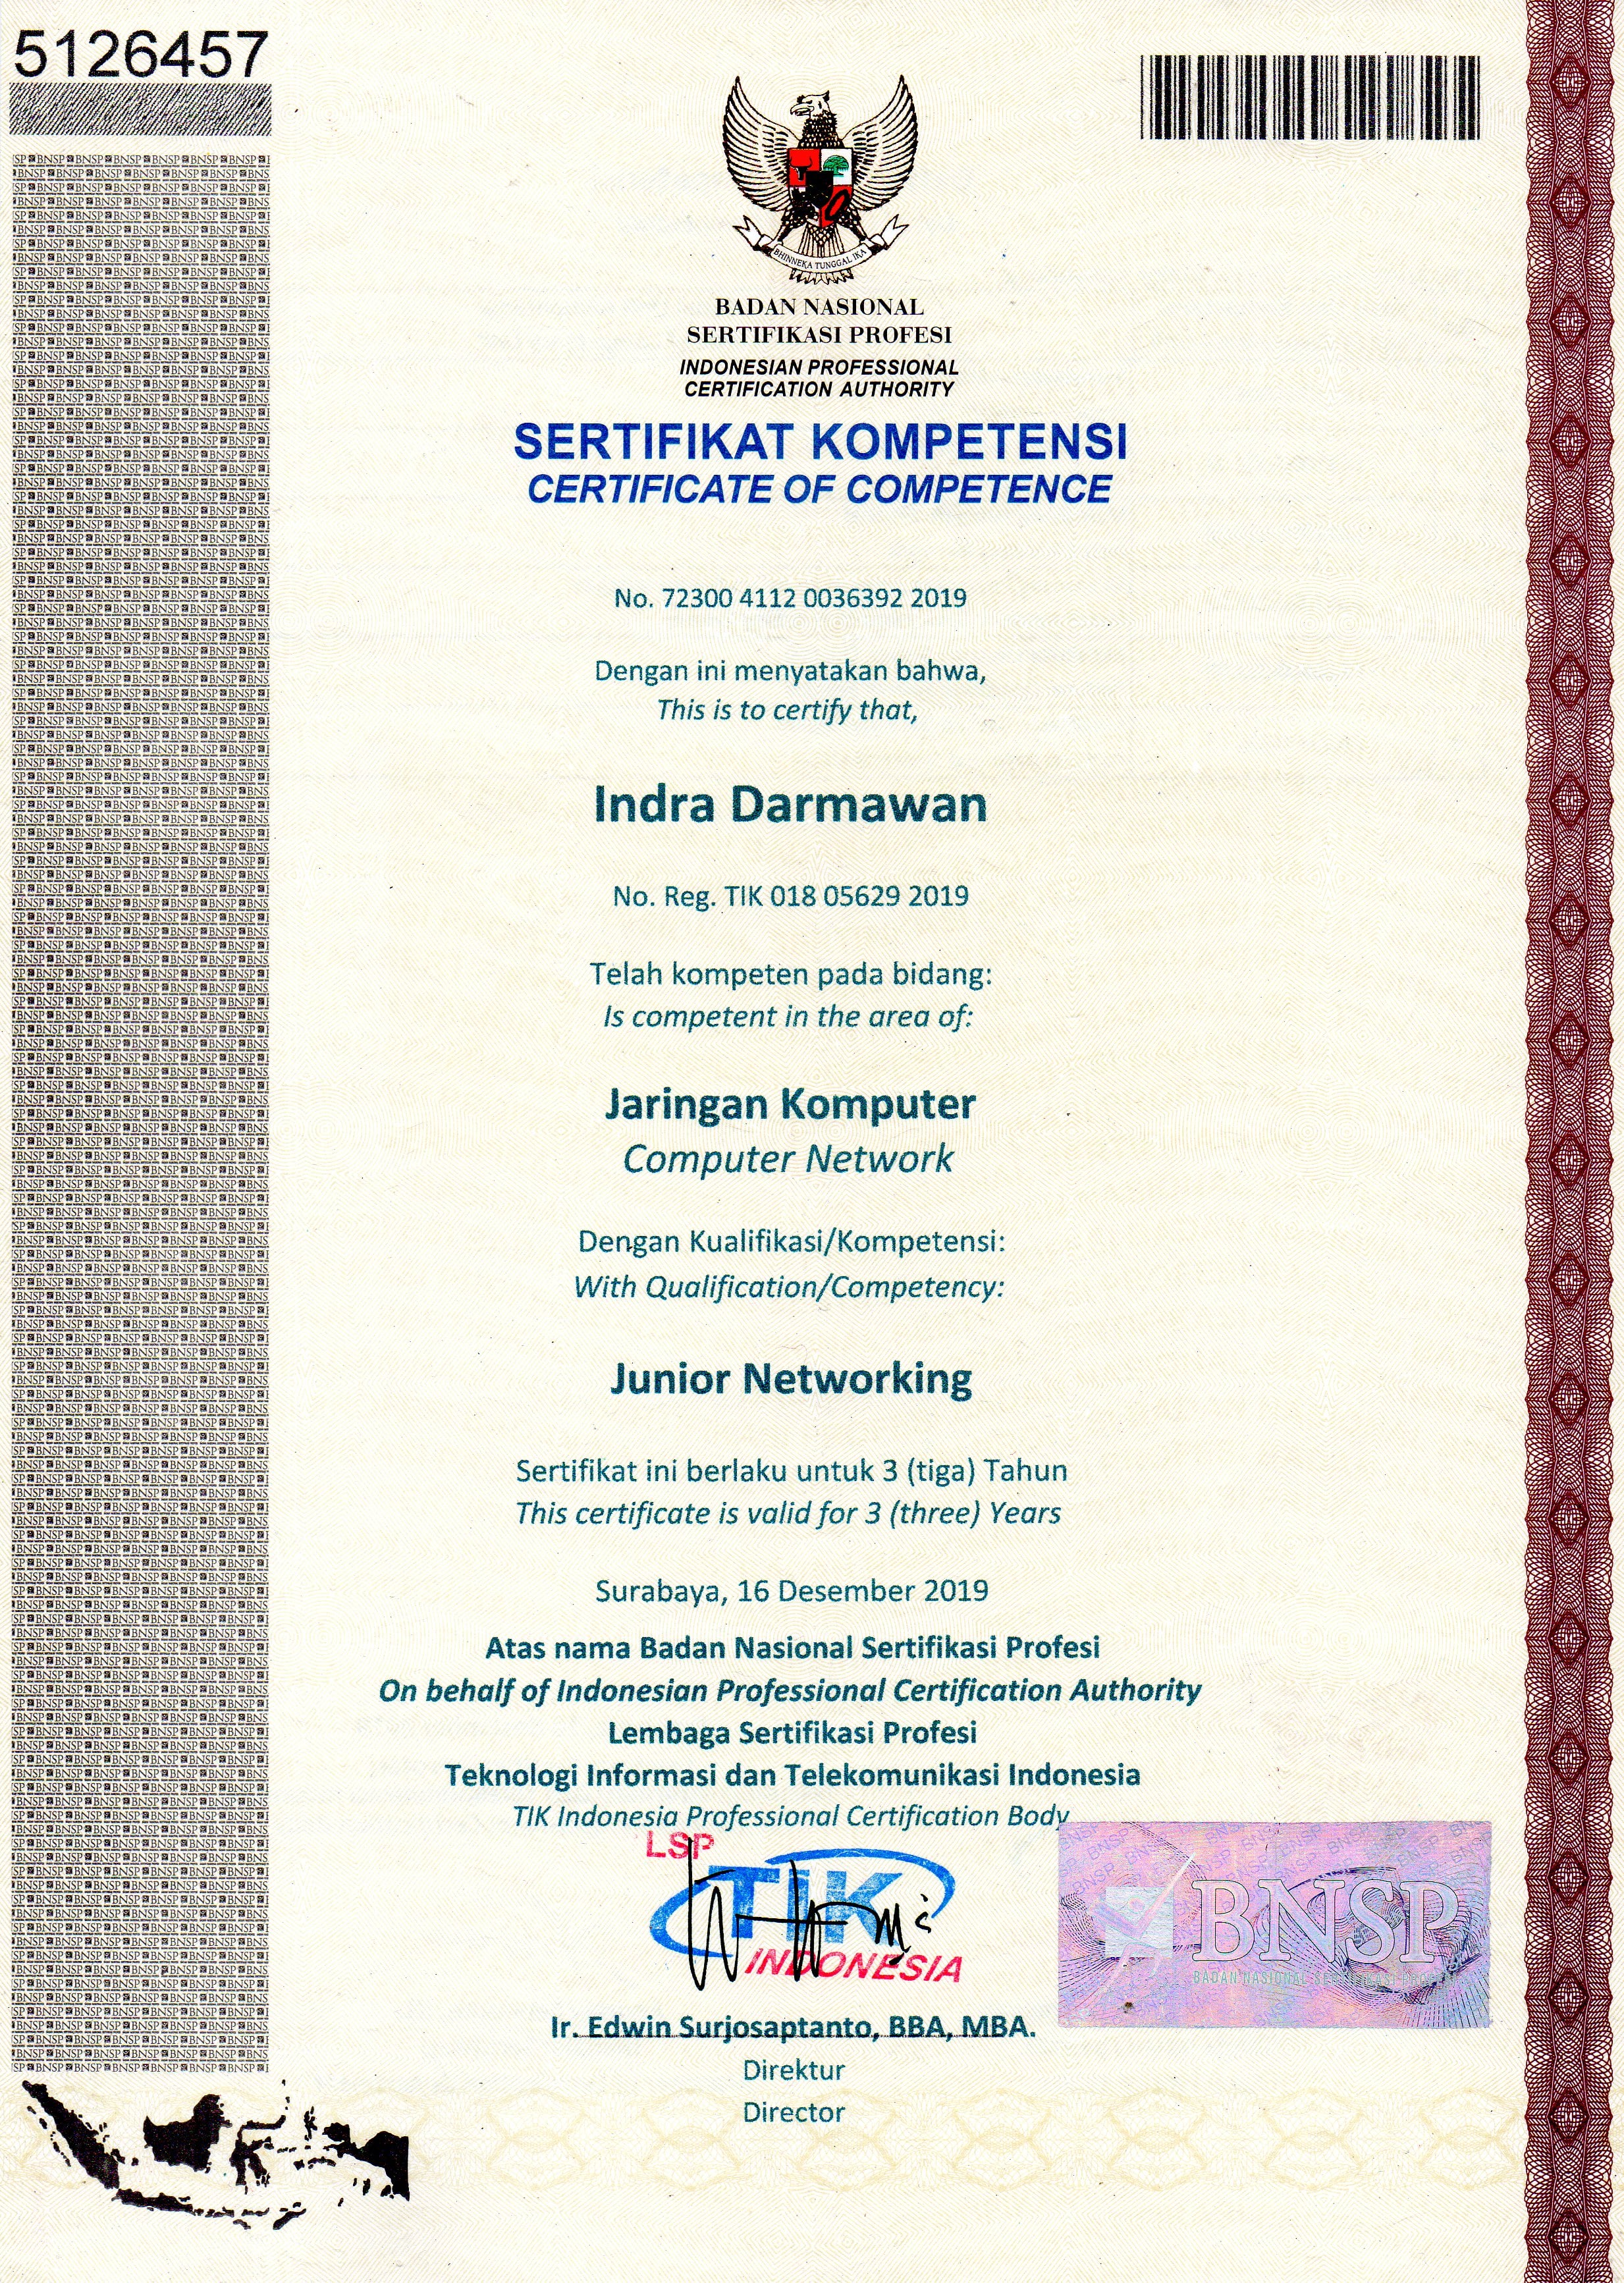 5126457
BHINNEKA TUNGGAL IKA
BADAN NASIONAL
SERTIFIKASI PROFESI
INDONESIAN PROFESSIONAL
CERTIFICATION AUTHORITY
SERTIFIKAT KOMPETENSI
CERTIFICATE OF COMPETENCE
No. 72300 4112 0036392 2019
Dengan ini menyatakan bahwa,
This is to certify that,
Indra Darmawan
No. Reg. TIK 018 05629 2019
Telah kompeten pada bidang:
Is competent in the area of:
Jaringan Komputer
Computer Network
Dengan Kualifikasi/Kompetensi:
With Qualification/Competency:
Junior Networking
Sertifikat ini berlaku untuk 3 (tiga) Tahun
This certificate is valid for 3 (three) Years
Surabaya, 16 Desember 2019
Atas nama Badan Nasional Sertifikasi Profesi
On behalf of Indonesian Professional Certification Authority
Lembaga Sertifikasi Profesi
Teknologi Informasi dan Telekomunikasi Indonesia
TIK Indonesia Professional Certification Body
LSP
TIK
INDONESIA
BNSP
BADAN NASIONAL SERTIFIKASI PROFESI
Ir. Edwin Surjosaptanto, BBA, MBA.
Direktur
Director